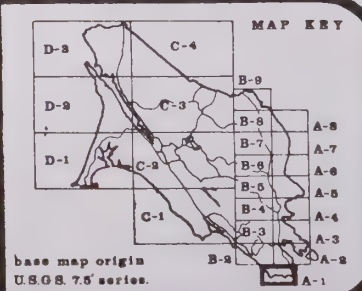 MAP KEY
D-3
C-4
B-9
D-2
C-3
B-8
A-8
B-7
A-7
D-1
C-2
B-6
A-6
B-5
A-5
C-1
B-4
A-4
B-3
A-3
B-2
A-2
A-1
base map origin
U.S.G.S. 7.5' series.